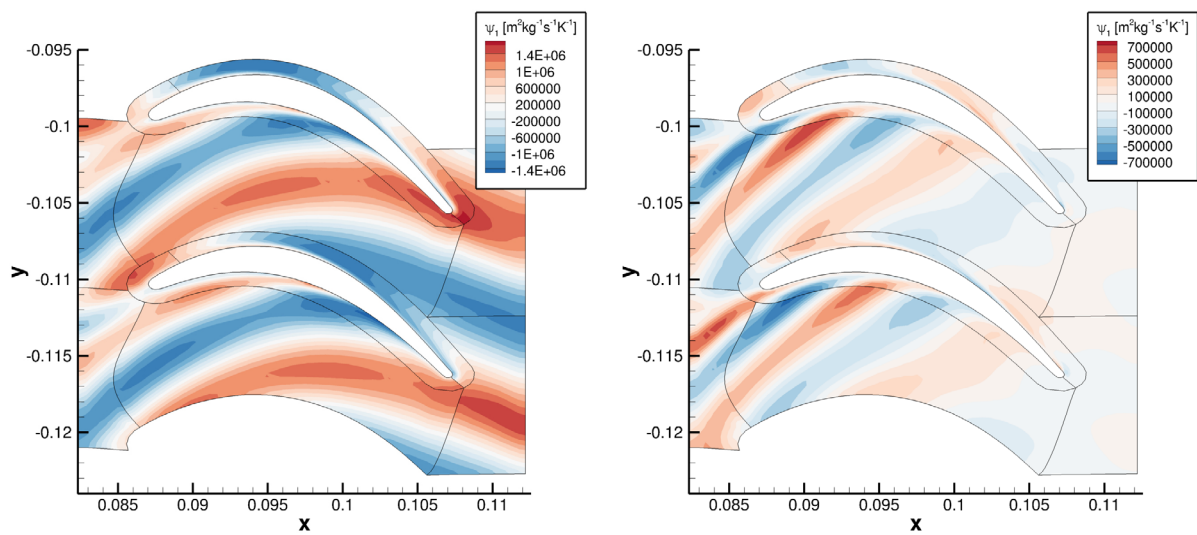 ψ₁ [m²kg⁻¹s⁻¹K⁻¹]
1.4E+06
1E+06
600000
200000
-200000
-600000
-1E+06
-1.4E+06
-0.095
-0.1
-0.105
-0.11
-0.115
-0.12
y
0.085 0.09 0.095 0.1 0.105 0.11
x
ψ₁ [m²kg⁻¹s⁻¹K⁻¹]
700000
500000
300000
100000
-100000
-300000
-500000
-700000
-0.095
-0.1
-0.105
-0.11
-0.115
-0.12
y
0.085 0.09 0.095 0.1 0.105 0.11
x